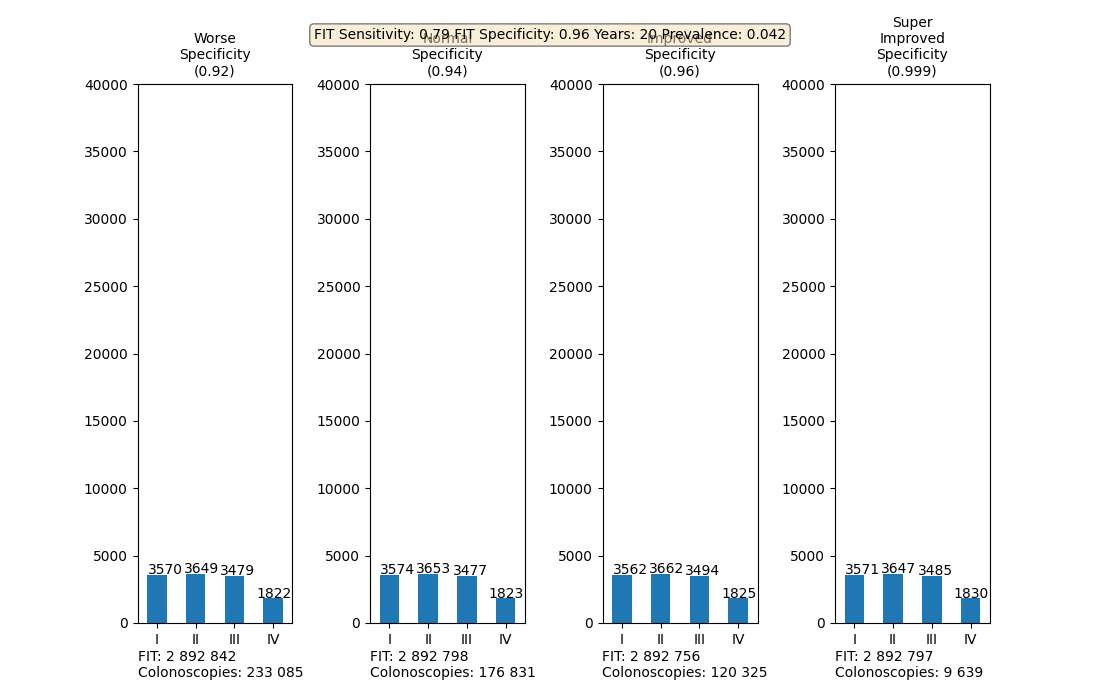 FIT Sensitivity: 0.79 FIT Specificity: 0.96 Years: 20 Prevalence: 0.042
Worse
Specificity
(0.92)
Normal
Specificity
(0.94)
Improved
Specificity
(0.96)
Super
Improved
Specificity
(0.999)
40000
35000
30000
25000
20000
15000
10000
5000
0
3570 3649 3479 1822
I II III IV
FIT: 2 892 842
Colonoscopies: 233 085
40000
35000
30000
25000
20000
15000
10000
5000
0
3574 3653 3477 1823
I II III IV
FIT: 2 892 798
Colonoscopies: 176 831
40000
35000
30000
25000
20000
15000
10000
5000
0
3562 3662 3494 1825
I II III IV
FIT: 2 892 756
Colonoscopies: 120 325
40000
35000
30000
25000
20000
15000
10000
5000
0
3571 3647 3485 1830
I II III IV
FIT: 2 892 797
Colonoscopies: 9 639